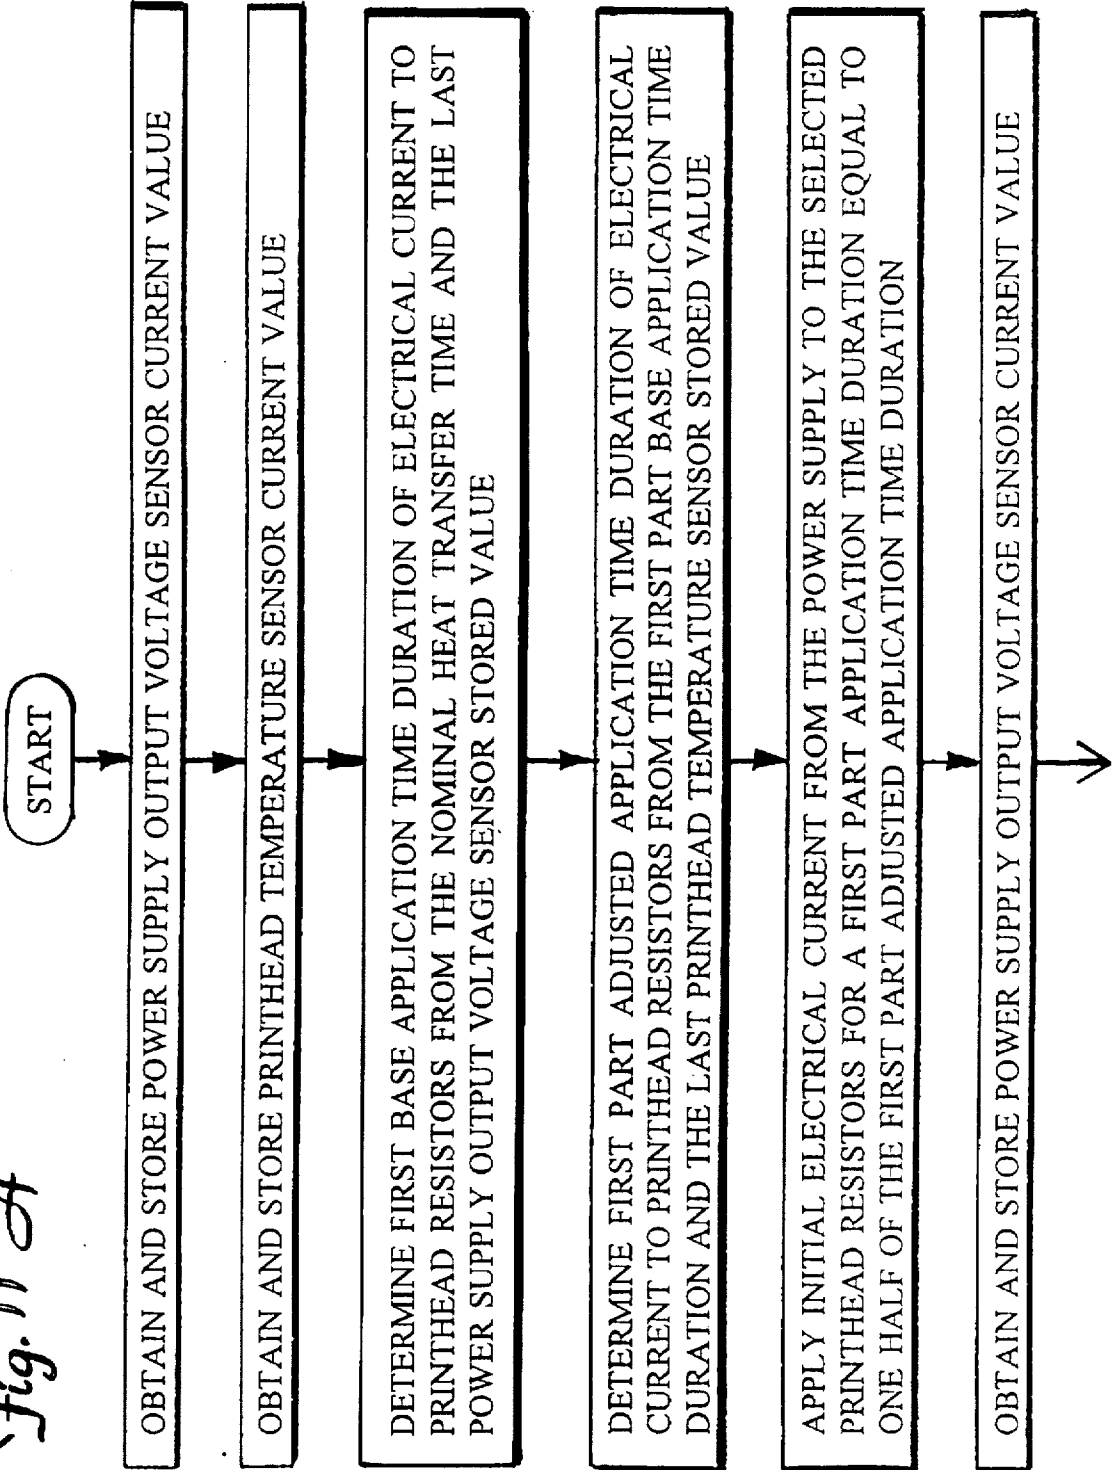 Fig. 11A
START
OBTAIN AND STORE POWER SUPPLY OUTPUT VOLTAGE SENSOR CURRENT VALUE
OBTAIN AND STORE PRINTHEAD TEMPERATURE SENSOR CURRENT VALUE
DETERMINE FIRST BASE APPLICATION TIME DURATION OF ELECTRICAL CURRENT TO
PRINTHEAD RESISTORS FROM THE NOMINAL HEAT TRANSFER TIME AND THE LAST
POWER SUPPLY OUTPUT VOLTAGE SENSOR STORED VALUE
DETERMINE FIRST PART ADJUSTED APPLICATION TIME DURATION OF ELECTRICAL
CURRENT TO PRINTHEAD RESISTORS FROM THE FIRST PART BASE APPLICATION TIME
DURATION AND THE LAST PRINTHEAD TEMPERATURE SENSOR STORED VALUE
APPLY INITIAL ELECTRICAL CURRENT FROM THE POWER SUPPLY TO THE SELECTED
PRINTHEAD RESISTORS FOR A FIRST PART APPLICATION TIME DURATION EQUAL TO
ONE HALF OF THE FIRST PART ADJUSTED APPLICATION TIME DURATION
OBTAIN AND STORE POWER SUPPLY OUTPUT VOLTAGE SENSOR CURRENT VALUE